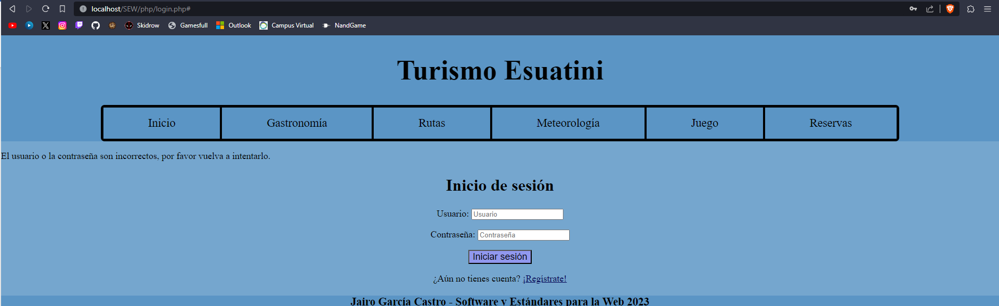 localhost/SEW/php/login.php#
Skidrow Gamesfull Outlook Campus Virtual NandGame
Turismo Esuatini
Inicio Gastronomía Rutas Meteorología Juego Reservas
El usuario o la contraseña son incorrectos, por favor vuelva a intentarlo.
Inicio de sesión
Usuario: Usuario
Contraseña: Contraseña
Iniciar sesión
¿Aún no tienes cuenta? ¡Regístrate!
Jairo García Castro - Software y Estándares para la Web 2023